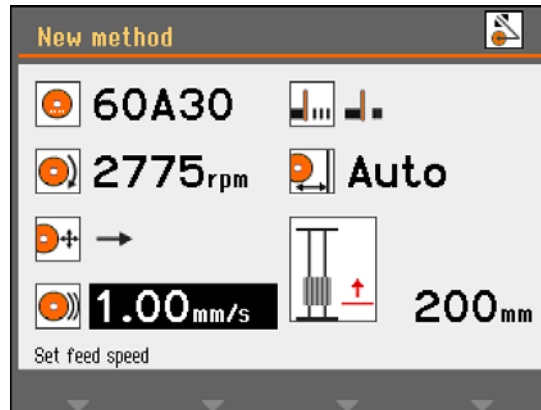 New method
60A30
2775rpm
Auto
1.00mm/s
200mm
Set feed speed